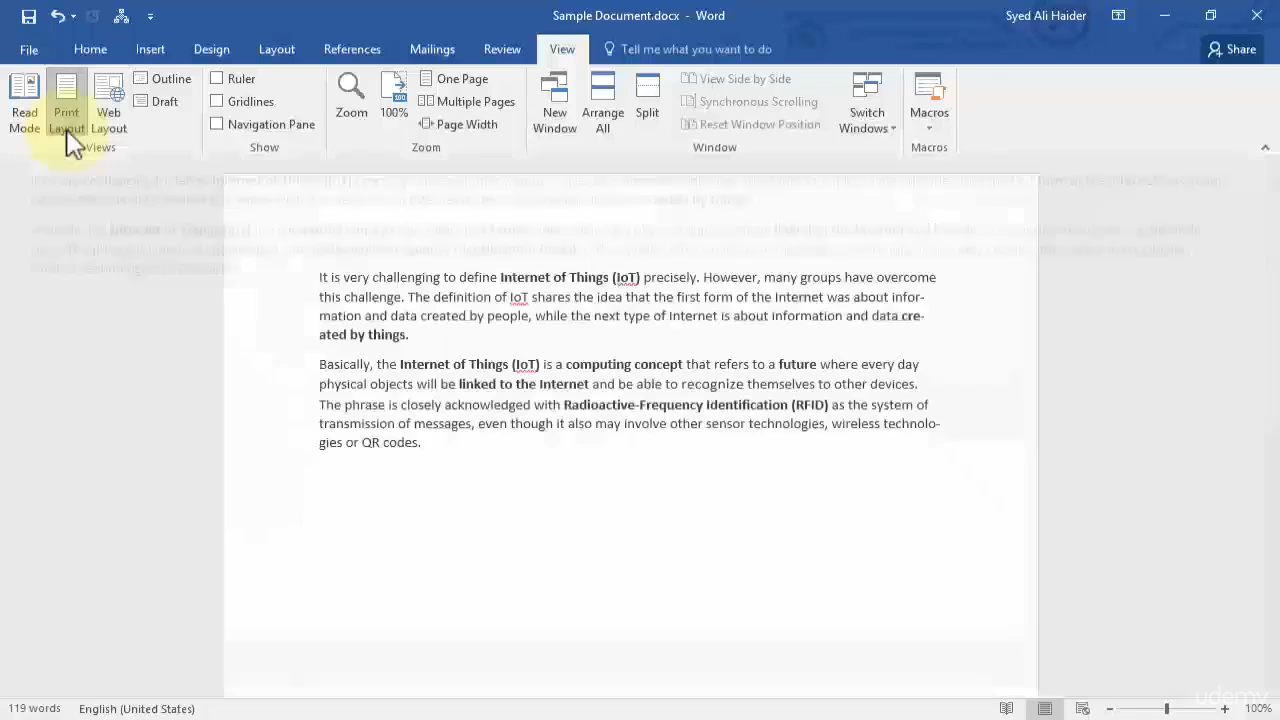 Sample Document.docx - Word
Syed Ali Haider
File Home Insert Design Layout References Mailings Review View Tell me what you want to do Share
Read Mode
Print Layout
Web Layout
Outline
Draft
Views
Ruler
Gridlines
Navigation Pane
Show
Zoom
100%
One Page
Multiple Pages
Page Width
Zoom
New Window
Arrange All
Split
View Side by Side
Synchronous Scrolling
Reset Window Position
Switch Windows
Window
Macros
Macros
It is very challenging to define Internet of Things (IoT) precisely. However, many groups have overcome
this challenge. The definition of IoT shares the idea that the first form of the Internet was about infor-
mation and data created by people, while the next type of Internet is about information and data cre-
ated by things.
Basically, the Internet of Things (IoT) is a computing concept that refers to a future where every day
physical objects will be linked to the Internet and be able to recognize themselves to other devices.
The phrase is closely acknowledged with Radioactive-Frequency Identification (RFID) as the system of
transmission of messages, even though it also may involve other sensor technologies, wireless technolo-
gies or QR codes.
119 words English (United States)
100%
udemy